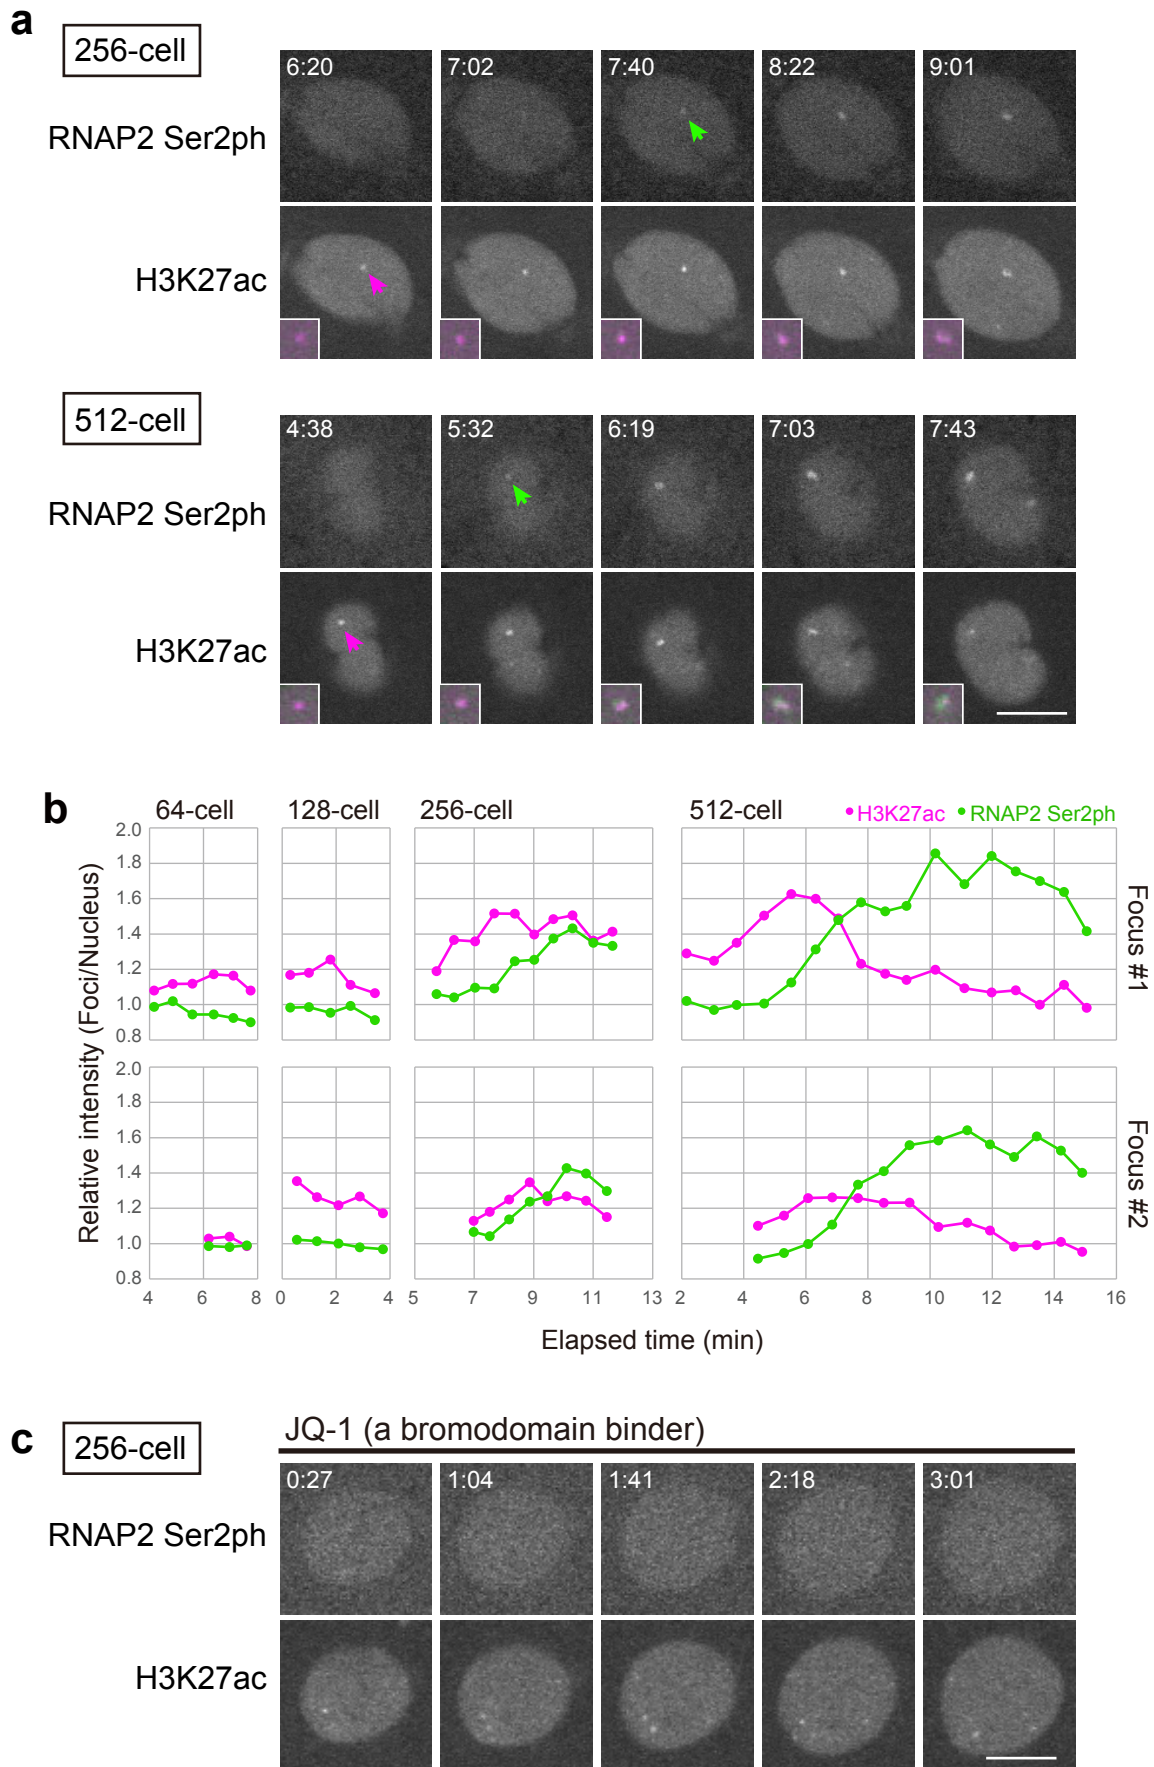 a
256-cell
6:20 7:02 7:40 8:22 9:01
RNAP2 Ser2ph
H3K27ac
512-cell
4:38 5:32 6:19 7:03 7:43
RNAP2 Ser2ph
H3K27ac
b
64-cell 128-cell 256-cell 512-cell
H3K27ac RNAP2 Ser2ph
Relative intensity (Foci/Nucleus)
2.0
1.8
1.6
1.4
1.2
1.0
0.8
Focus #1
2.0
1.8
1.6
1.4
1.2
1.0
0.8
Focus #2
4 6 8 0 2 4 5 7 9 11 13 2 4 6 8 10 12 14 16
Elapsed time (min)
c
256-cell
JQ-1 (a bromodomain binder)
0:27 1:04 1:41 2:18 3:01
RNAP2 Ser2ph
H3K27ac